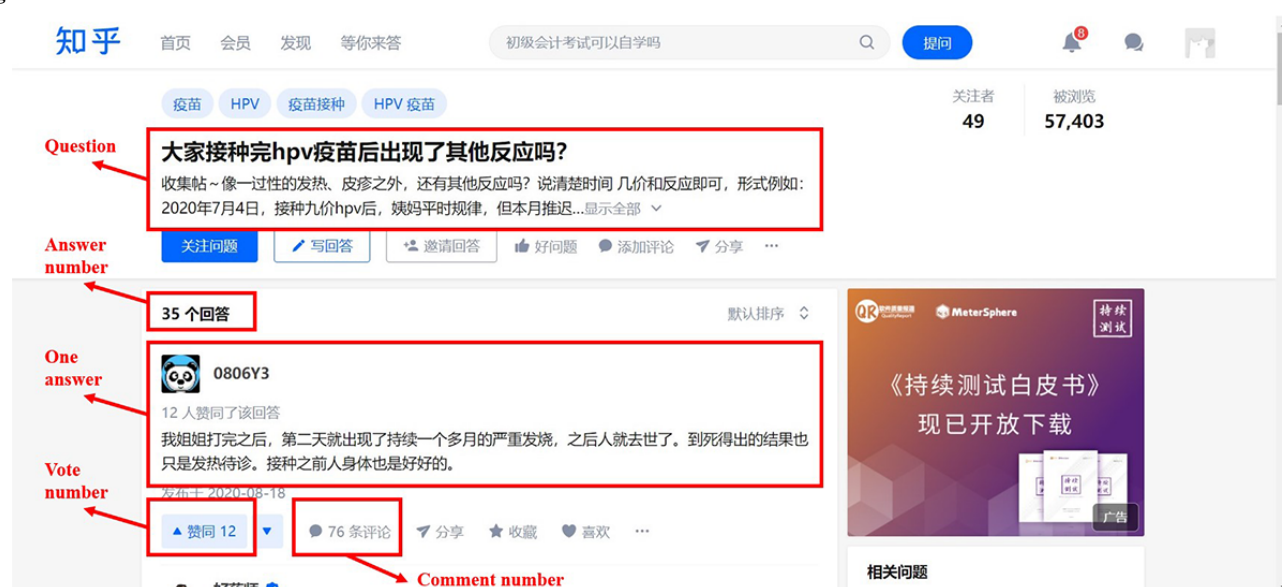 知乎 首页 会员 发现 等你来答 初级会计考试可以自学吗 提问 8
疫苗 HPV 疫苗接种 HPV 疫苗
关注者 被浏览
49 57,403
Question
大家接种完hpv疫苗后出现了其他反应吗?
收集帖~像一过性的发热、皮疹之外，还有其他反应吗？说清楚时间 几价和反应即可，形式例如:
2020年7月4日，接种九价hpv后，姨妈平时规律，但本月推迟...显示全部
Answer
number
关注问题 写回答 邀请回答 好问题 添加评论 分享 ···
35 个回答 默认排序
One
answer
0806Y3
12 人赞同了该回答
我姐姐打完之后，第二天就出现了持续一个多月的严重发烧，之后人就去世了。到死得出的结果也
只是发热待诊。接种之前人身体也是好好的。
Vote
number
发布于 2020-08-18
赞同 12 76 条评论 分享 收藏 喜欢 ···
Comment number
QR MeterSphere
持续
测试
《持续测试白皮书》
现已开放下载
广告
相关问题